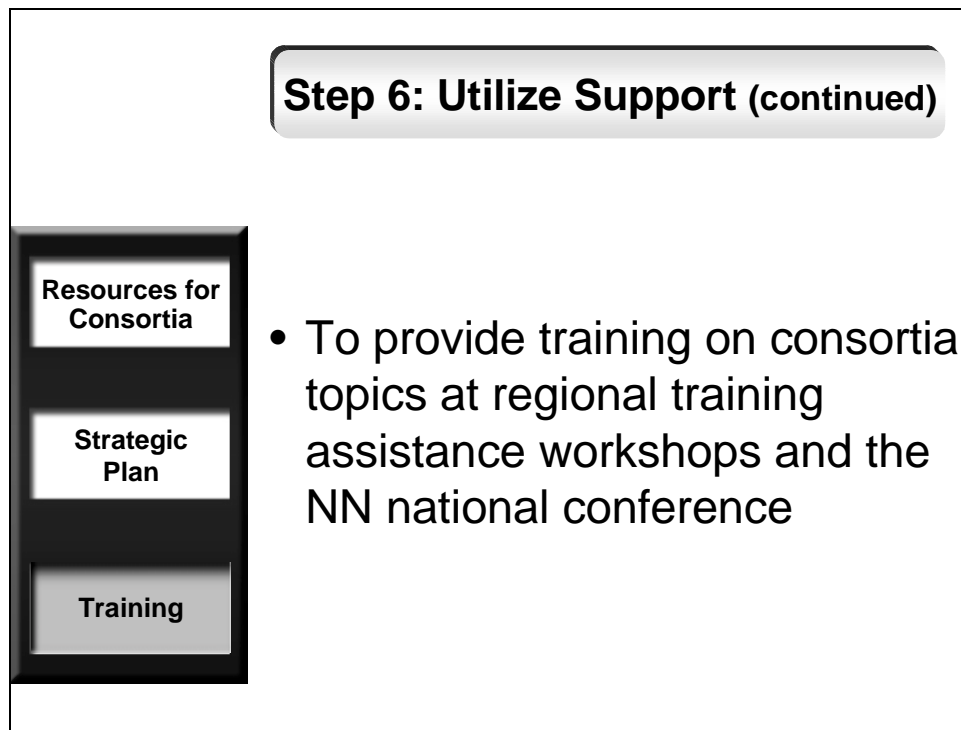 Step 6: Utilize Support (continued)
Resources for
Consortia
Strategic
Plan
Training
• To provide training on consortia
topics at regional training
assistance workshops and the
NN national conference